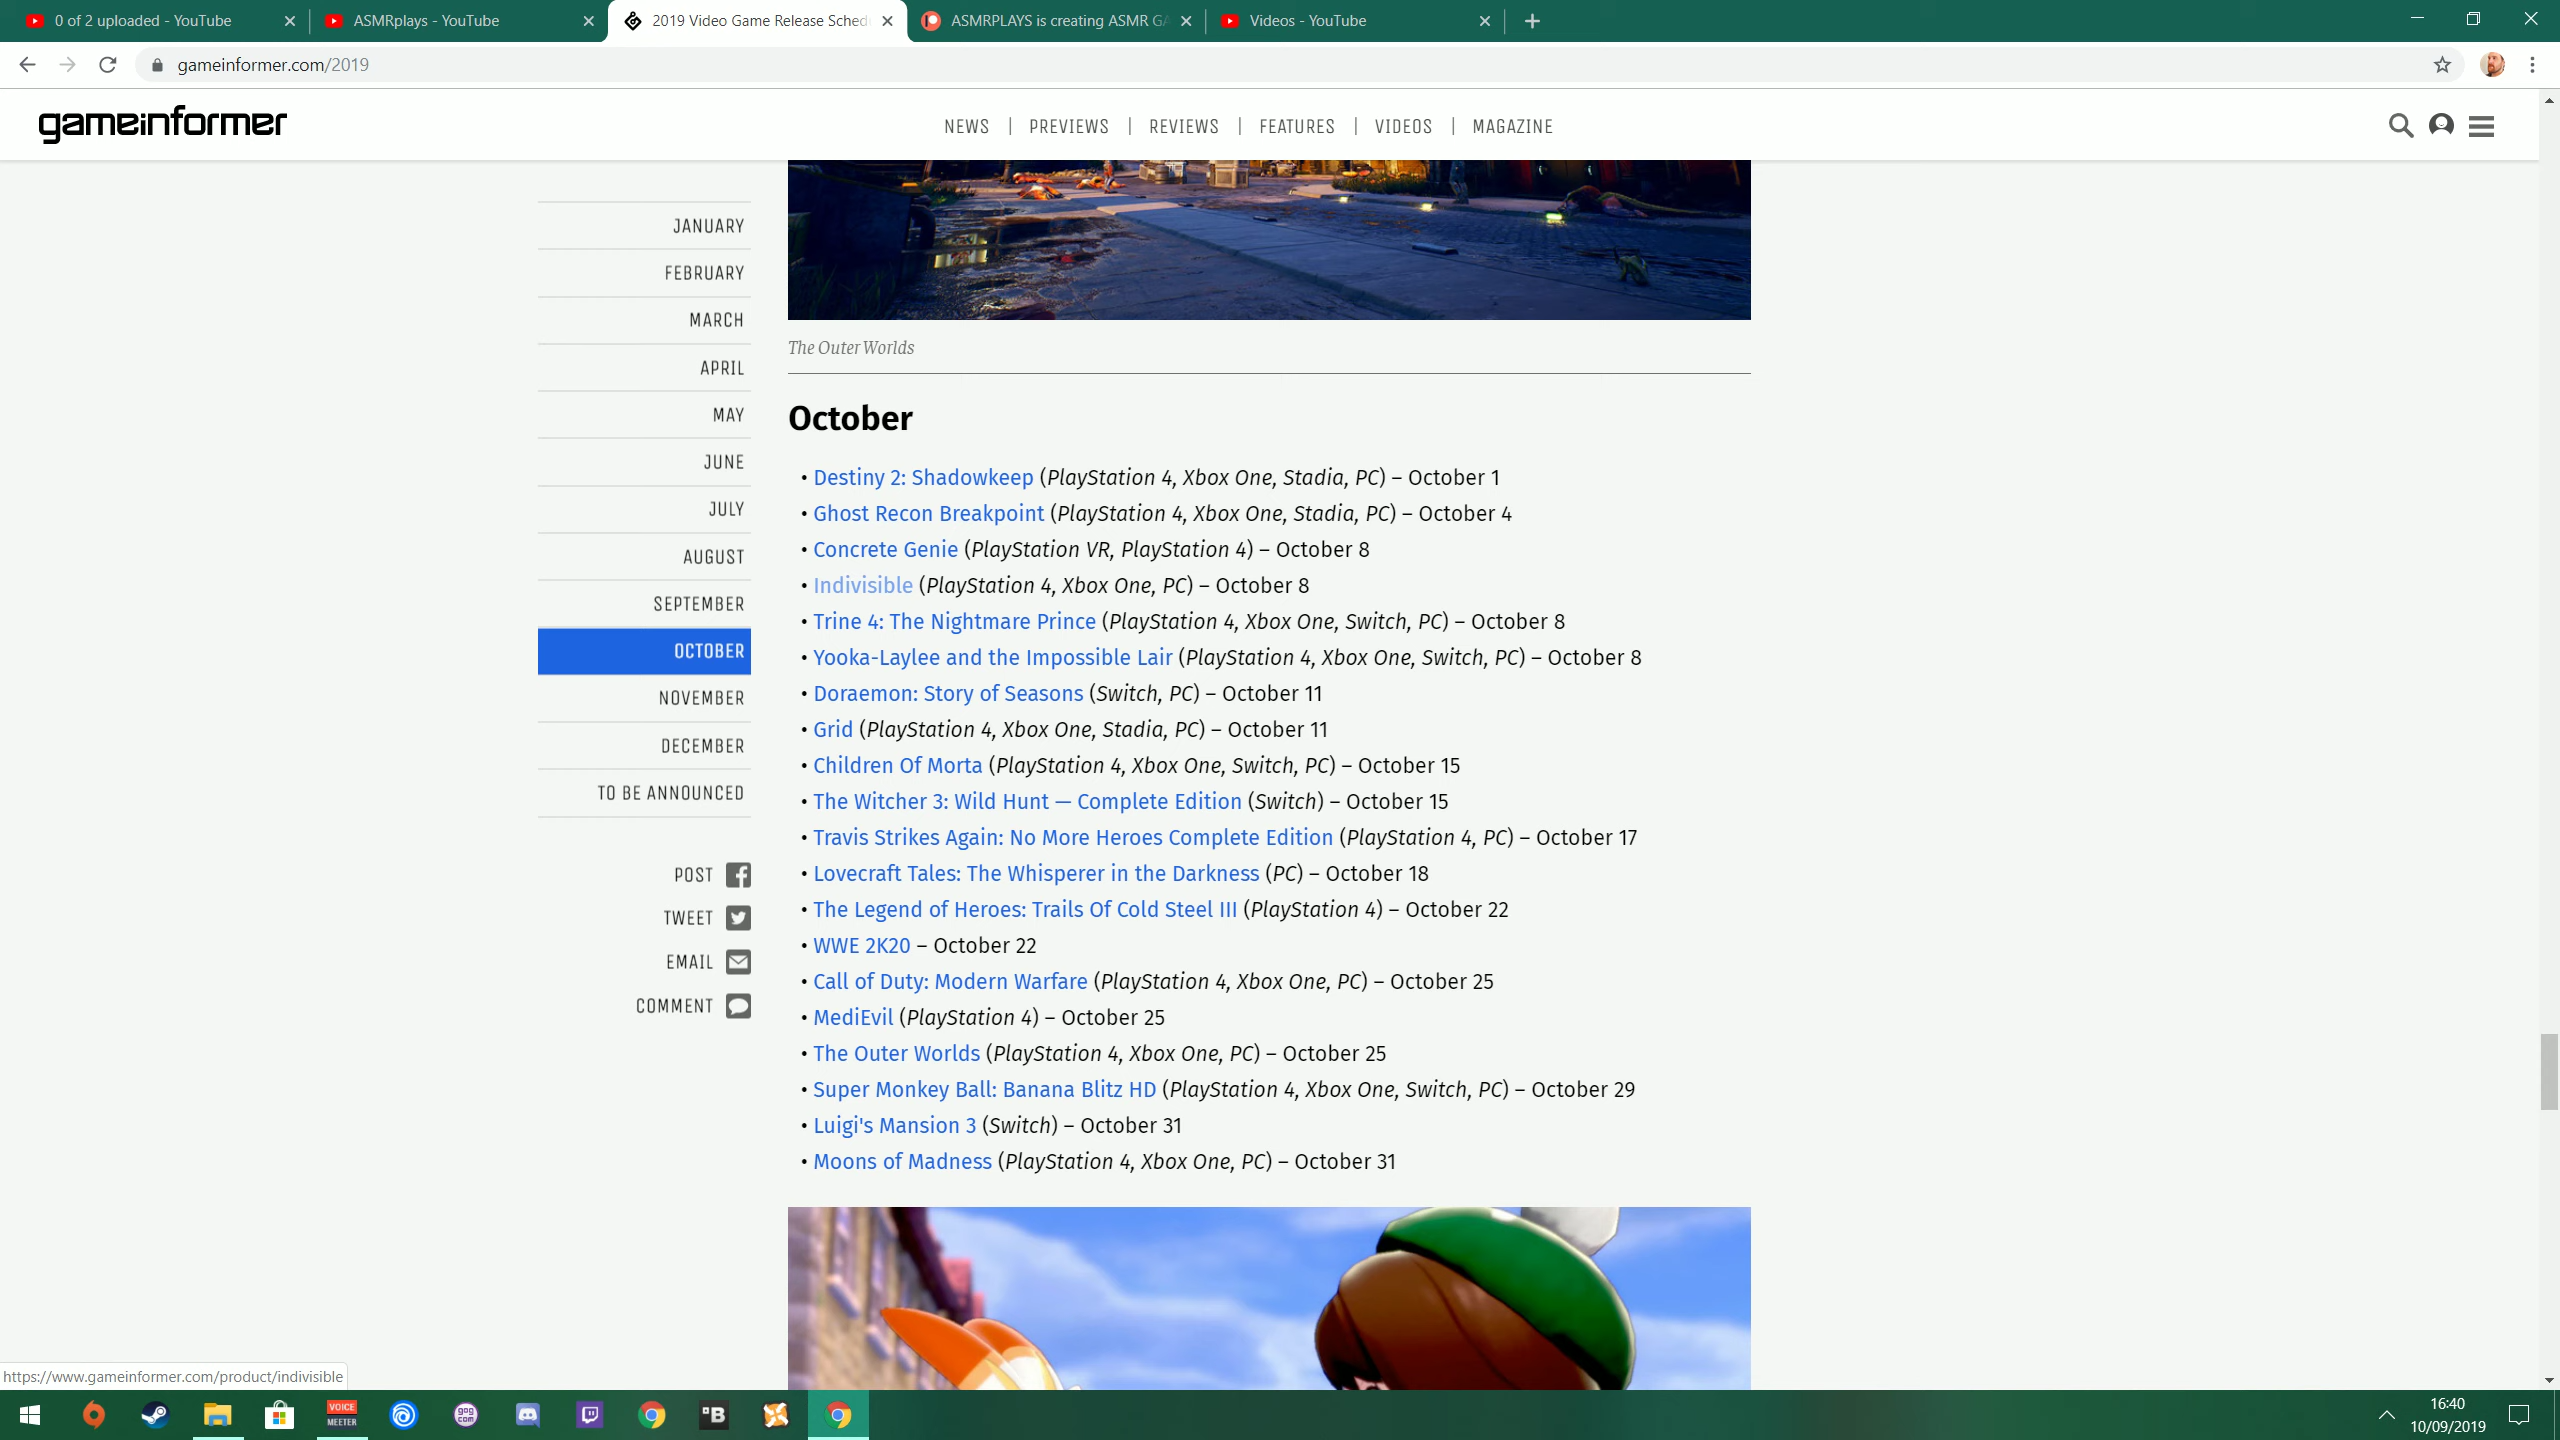 0 of 2 uploaded - YouTube
ASMRplays - YouTube
2019 Video Game Release Sched
ASMRPLAYS is creating ASMR GA
Videos - YouTube
gameinformer.com/2019
gameinformer
NEWS | PREVIEWS | REVIEWS | FEATURES | VIDEOS | MAGAZINE
JANUARY
FEBRUARY
MARCH
APRIL
MAY
JUNE
JULY
AUGUST
SEPTEMBER
OCTOBER
NOVEMBER
DECEMBER
TO BE ANNOUNCED
POST
TWEET
EMAIL
COMMENT
The Outer Worlds
October
• Destiny 2: Shadowkeep (PlayStation 4, Xbox One, Stadia, PC) – October 1
• Ghost Recon Breakpoint (PlayStation 4, Xbox One, Stadia, PC) – October 4
• Concrete Genie (PlayStation VR, PlayStation 4) – October 8
• Indivisible (PlayStation 4, Xbox One, PC) – October 8
• Trine 4: The Nightmare Prince (PlayStation 4, Xbox One, Switch, PC) – October 8
• Yooka-Laylee and the Impossible Lair (PlayStation 4, Xbox One, Switch, PC) – October 8
• Doraemon: Story of Seasons (Switch, PC) – October 11
• Grid (PlayStation 4, Xbox One, Stadia, PC) – October 11
• Children Of Morta (PlayStation 4, Xbox One, Switch, PC) – October 15
• The Witcher 3: Wild Hunt — Complete Edition (Switch) – October 15
• Travis Strikes Again: No More Heroes Complete Edition (PlayStation 4, PC) – October 17
• Lovecraft Tales: The Whisperer in the Darkness (PC) – October 18
• The Legend of Heroes: Trails Of Cold Steel III (PlayStation 4) – October 22
• WWE 2K20 – October 22
• Call of Duty: Modern Warfare (PlayStation 4, Xbox One, PC) – October 25
• MediEvil (PlayStation 4) – October 25
• The Outer Worlds (PlayStation 4, Xbox One, PC) – October 25
• Super Monkey Ball: Banana Blitz HD (PlayStation 4, Xbox One, Switch, PC) – October 29
• Luigi's Mansion 3 (Switch) – October 31
• Moons of Madness (PlayStation 4, Xbox One, PC) – October 31
https://www.gameinformer.com/product/indivisible
VOICE
MEETER
gog
com
B
16:40
10/09/2019